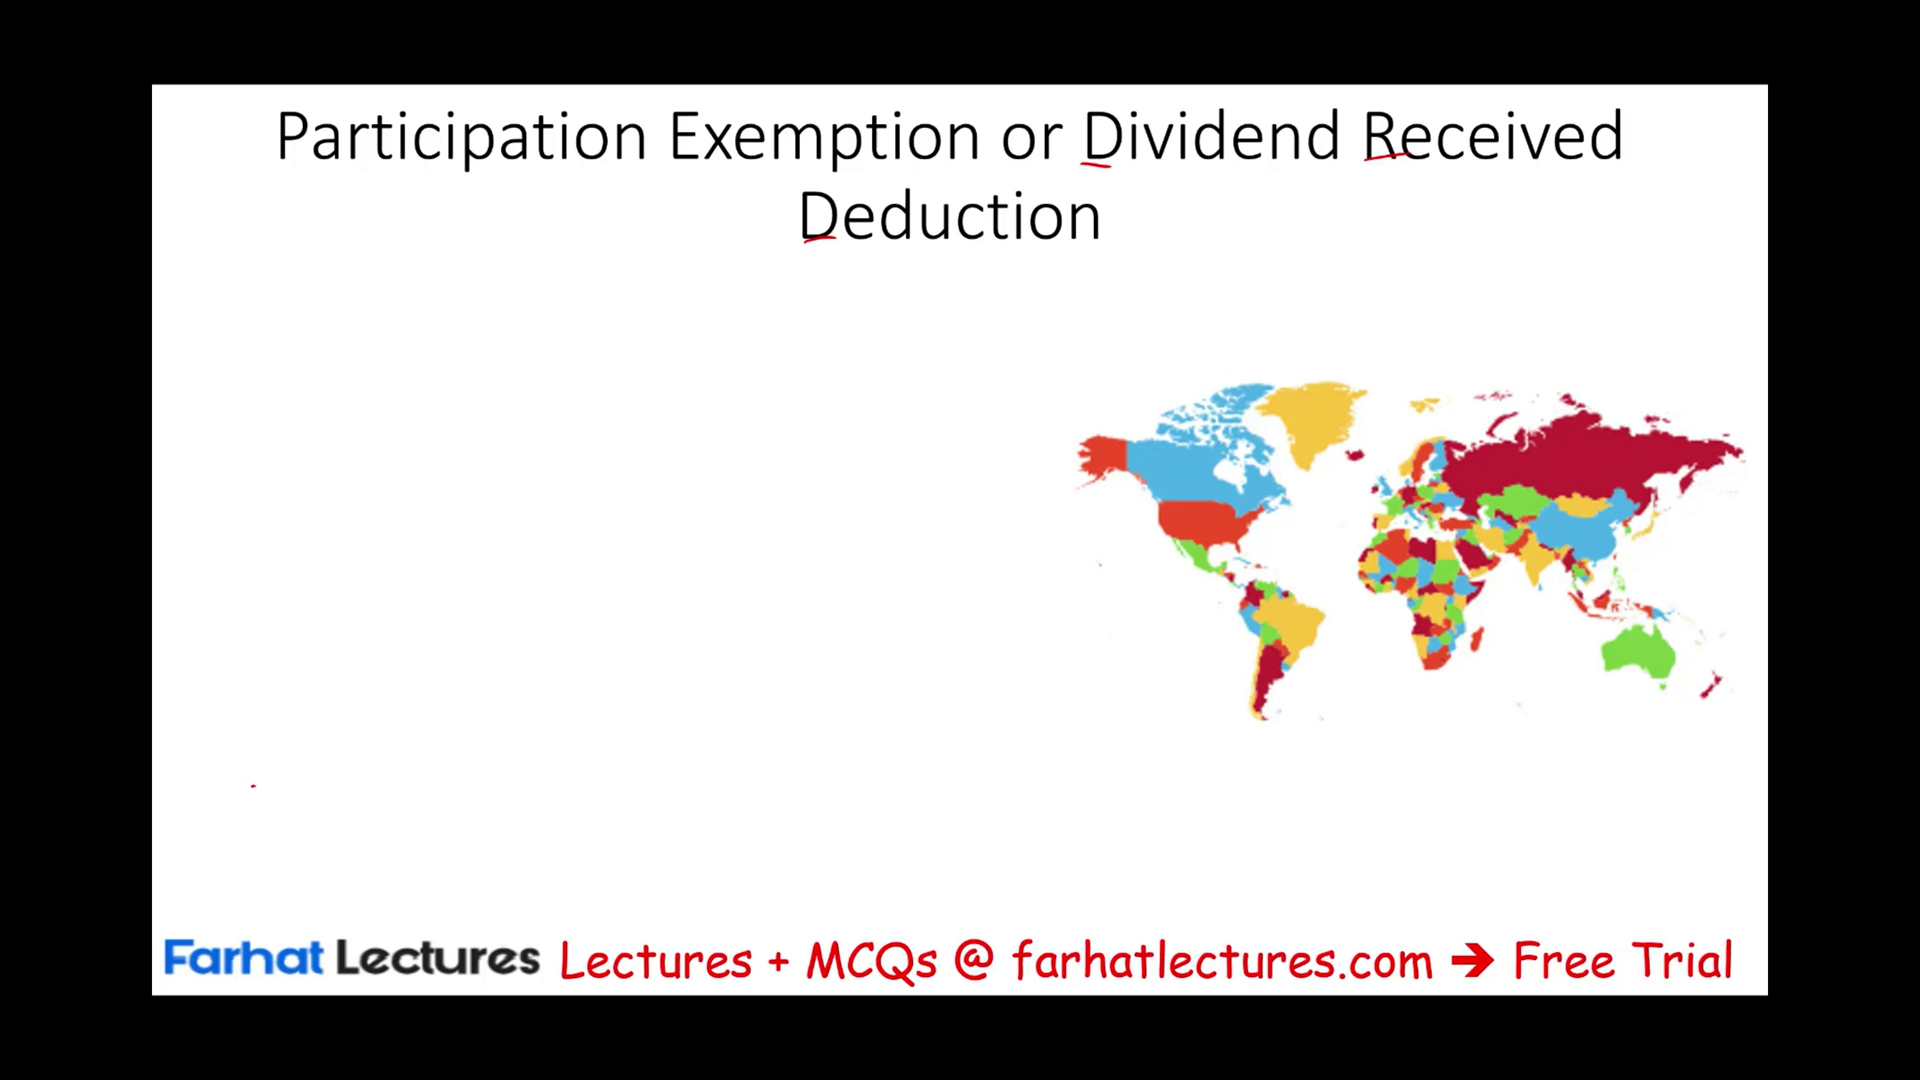 Participation Exemption or Dividend Received
Deduction
Farhat Lectures Lectures + MCQs @ farhatlectures.com → Free Trial